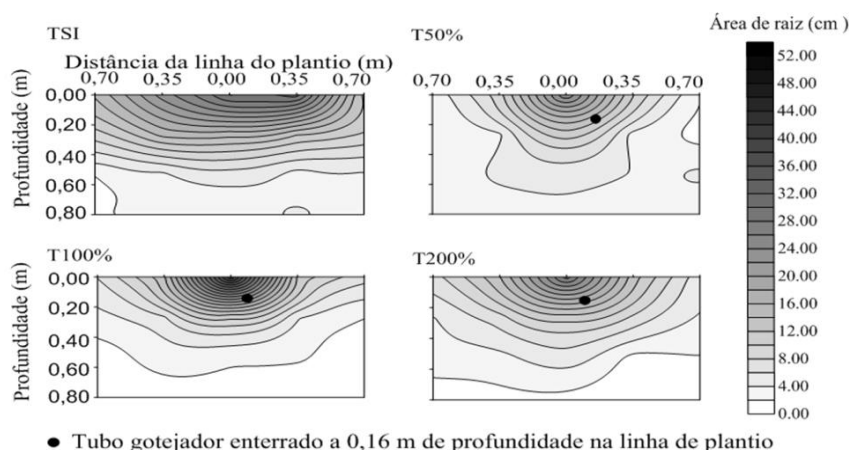 TSI
Distância da linha do plantio (m)
0,70 0,35 0,00 0,35 0,70
Profundidade (m)
0,00
0,20
0,40
0,60
0,80
T50%
0,70 0,35 0,00 0,35 0,70
T100%
Profundidade (m)
0,00
0,20
0,40
0,60
0,80
T200%
Área de raiz (cm )
52.00
48.00
44.00
40.00
36.00
32.00
28.00
24.00
20.00
16.00
12.00
8.00
4.00
0.00
Tubo gotejador enterrado a 0,16 m de profundidade na linha de plantio